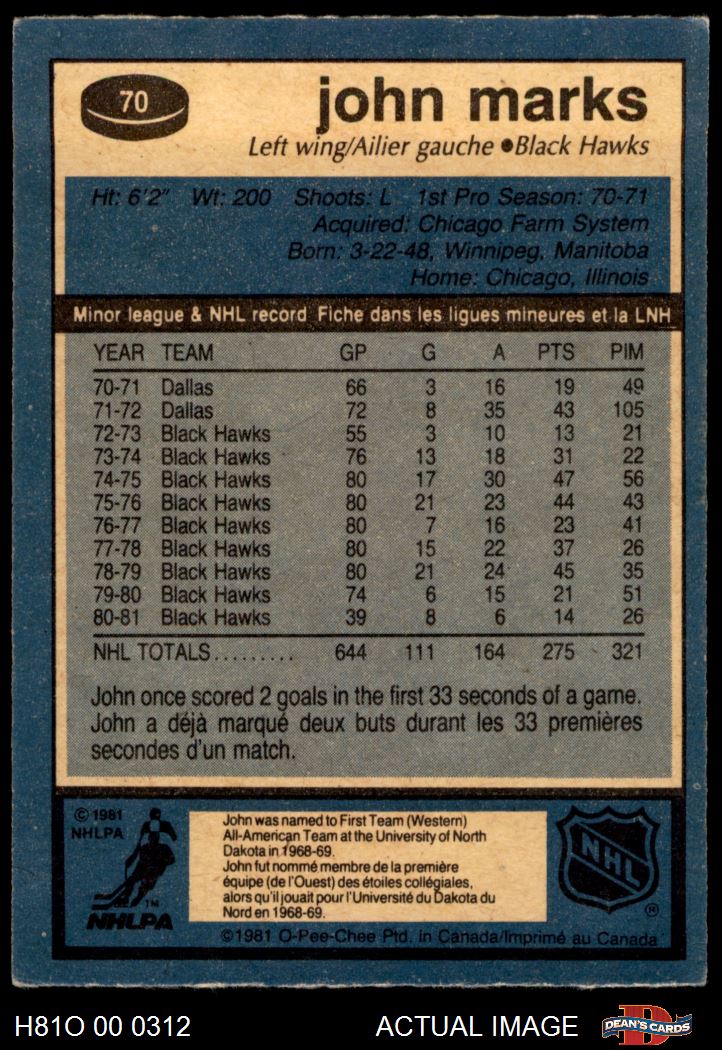 70
john marks
Left wing/Ailier gauche ●Black Hawks
Ht: 6'2" Wt: 200 Shoots: L 1st Pro Season: 70-71
Acquired: Chicago Farm System
Born: 3-22-48, Winnipeg, Manitoba
Home: Chicago, Illinois
Minor league & NHL record Fiche dans les ligues mineures et la LNH
YEAR TEAM GP G A PTS PIM
70-71 Dallas 66 3 16 19 49
71-72 Dallas 72 8 35 43 105
72-73 Black Hawks 55 3 10 13 21
73-74 Black Hawks 76 13 18 31 22
74-75 Black Hawks 80 17 30 47 56
75-76 Black Hawks 80 21 23 44 43
76-77 Black Hawks 80 7 16 23 41
77-78 Black Hawks 80 15 22 37 26
78-79 Black Hawks 80 21 24 45 35
79-80 Black Hawks 74 6 15 21 51
80-81 Black Hawks 39 8 6 14 26
NHL TOTALS......... 644 111 164 275 321
John once scored 2 goals in the first 33 seconds of a game.
John a déjà marqué deux buts durant les 33 premières
secondes d'un match.
© 1981
NHLPA
John was named to First Team (Western)
All-American Team at the University of North
Dakota in 1968-69.
John fut nommé membre de la première
équipe (de l'Ouest) des étoiles collégiales,
alors qu'il jouait pour l'Université du Dakota du
Nord en 1968-69.
TM
NHLPA
NHL
®
©1981 O-Pee-Chee Ptd. in Canada/Imprimé au Canada
H81O 00 0312
ACTUAL IMAGE
D
DEAN'S CARDS